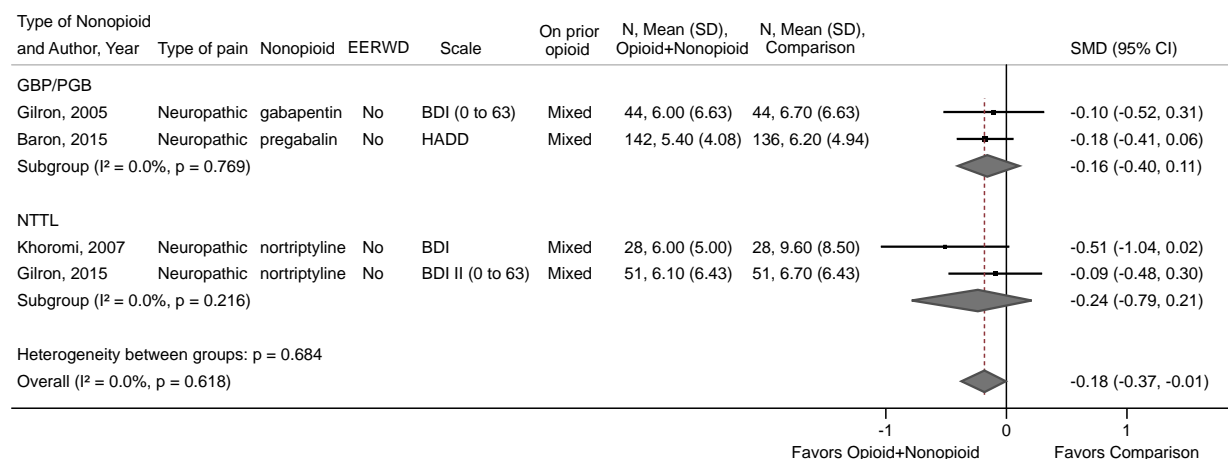 Type of Nonopioid
and Author, Year Type of pain Nonopioid EERWD Scale On prior opioid N, Mean (SD), Opioid+Nonopioid N, Mean (SD), Comparison SMD (95% CI)
GBP/PGB
Gilron, 2005 Neuropathic gabapentin No BDI (0 to 63) Mixed 44, 6.00 (6.63) 44, 6.70 (6.63) -0.10 (-0.52, 0.31)
Baron, 2015 Neuropathic pregabalin No HADD Mixed 142, 5.40 (4.08) 136, 6.20 (4.94) -0.18 (-0.41, 0.06)
Subgroup (I² = 0.0%, p = 0.769) -0.16 (-0.40, 0.11)
NTTL
Khoromi, 2007 Neuropathic nortriptyline No BDI Mixed 28, 6.00 (5.00) 28, 9.60 (8.50) -0.51 (-1.04, 0.02)
Gilron, 2015 Neuropathic nortriptyline No BDI II (0 to 63) Mixed 51, 6.10 (6.43) 51, 6.70 (6.43) -0.09 (-0.48, 0.30)
Subgroup (I² = 0.0%, p = 0.216) -0.24 (-0.79, 0.21)
Heterogeneity between groups: p = 0.684
Overall (I² = 0.0%, p = 0.618) -0.18 (-0.37, -0.01)
-1 0 1
Favors Opioid+Nonopioid Favors Comparison